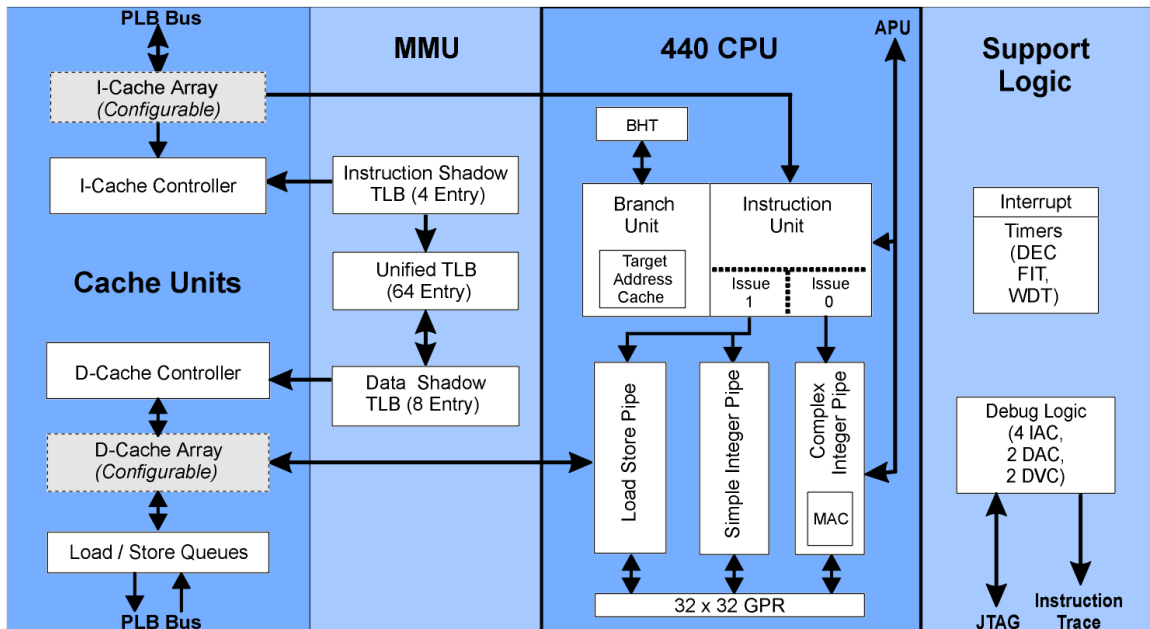 PLB Bus
I-Cache Array
(Configurable)
I-Cache Controller
Cache Units
D-Cache Controller
D-Cache Array
(Configurable)
Load / Store Queues
PLB Bus
MMU
Instruction Shadow
TLB (4 Entry)
Unified TLB
(64 Entry)
Data Shadow
TLB (8 Entry)
440 CPU
APU
BHT
Branch
Unit
Target
Address
Cache
Instruction
Unit
Issue
1
Issue
0
Load Store Pipe
Simple Integer Pipe
Complex
Integer Pipe
MAC
32 x 32 GPR
Support
Logic
Interrupt
Timers
(DEC
FIT,
WDT)
Debug Logic
(4 IAC,
2 DAC,
2 DVC)
JTAG
Instruction
Trace